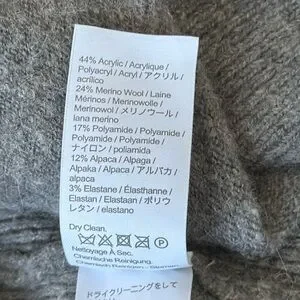 44% Acrylic / Acrylique /
Polyacryl / Acryl / アクリル /
acrílico
24% Merino Wool / Laine
Mérinos / Merinowolle /
Merinowol / メリノウール /
lana merino
17% Polyamide / Polyamide /
Polyamide / Polyamide /
ナイロン / poliamida
12% Alpaca / Alpaga /
Alpaka / Alpaca / アルパカ /
alpaca
3% Elastane / Élasthanne /
Elastan / Elastaan / ポリウ
レタン / elastano
Dry Clean.
P
Nettoyage À Sec.
Chemische Reinigung.
Chemisch Reinigen.
ドライクリーニングをして